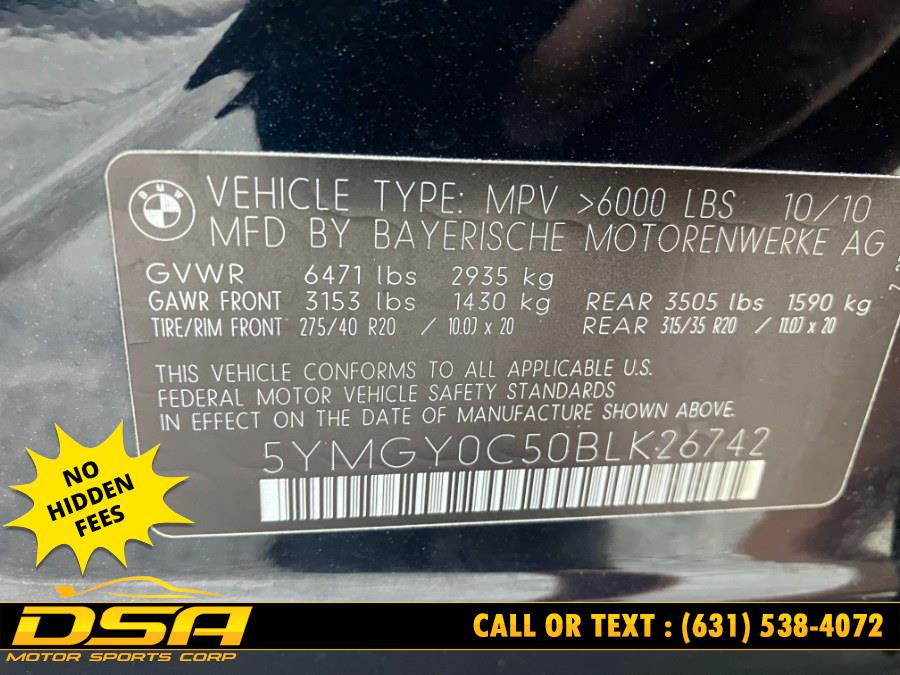 BMW
VEHICLE TYPE: MPV >6000 LBS 10/10
MFD BY BAYERISCHE MOTORENWERKE AG
GVWR 6471 lbs 2935 kg
GAWR FRONT 3153 lbs 1430 kg REAR 3505 lbs 1590 kg
TIRE/RIM FRONT 275/40 R20 / 10.0J x 20 REAR 315/35 R20 / 11.0J x 20
THIS VEHICLE CONFORMS TO ALL APPLICABLE U.S.
FEDERAL MOTOR VEHICLE SAFETY STANDARDS
IN EFFECT ON THE DATE OF MANUFACTURE SHOWN ABOVE.
5YMGY0C50BLK26742
NO
HIDDEN
FEES
DSA
MOTOR SPORTS CORP
CALL OR TEXT : (631) 538-4072